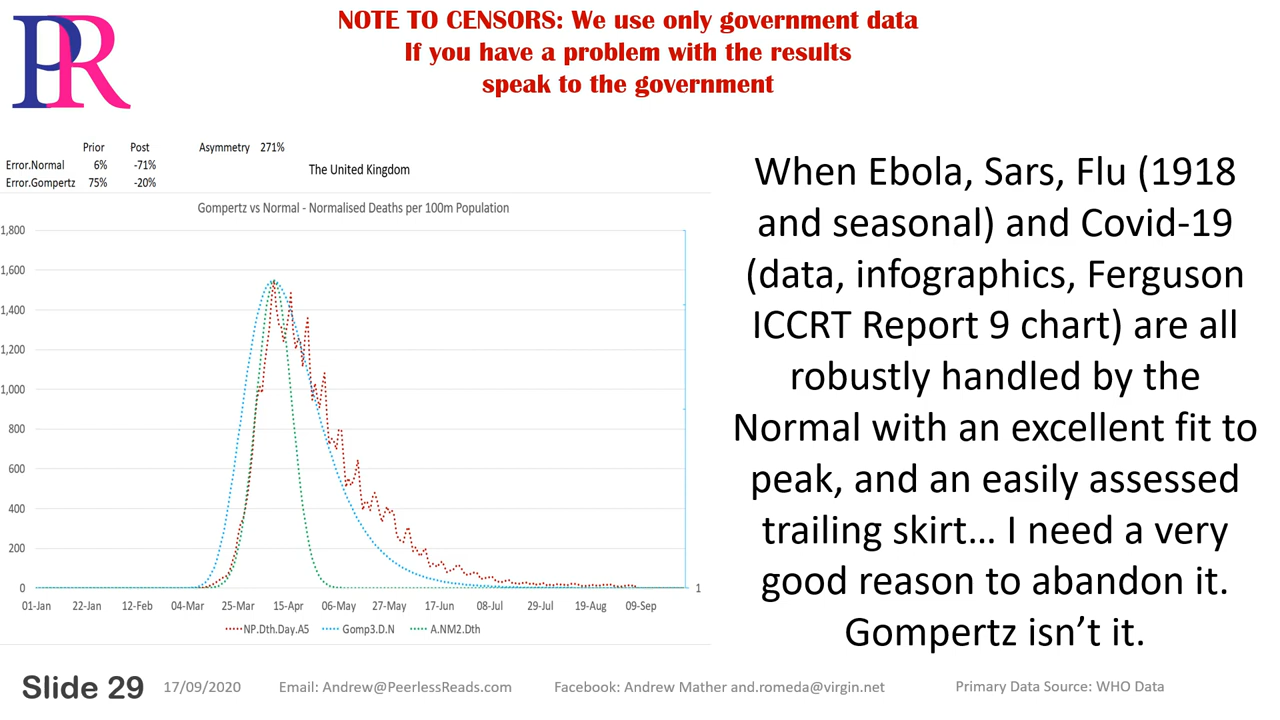 PR
NOTE TO CENSORS: We use only government data
If you have a problem with the results
speak to the government
Prior Post Asymmetry 271%
Error.Normal 6% -71%
Error.Gompertz 75% -20%
The United Kingdom
Gompertz vs Normal - Normalised Deaths per 100m Population
1,800
1,600
1,400
1,200
1,000
800
600
400
200
0
1
01-Jan 22-Jan 12-Feb 04-Mar 25-Mar 15-Apr 06-May 27-May 17-Jun 08-Jul 29-Jul 19-Aug 09-Sep
NP.Dth.Day.A5 Gomp3.D.N A.NM2.Dth
When Ebola, Sars, Flu (1918
and seasonal) and Covid-19
(data, infographics, Ferguson
ICCRT Report 9 chart) are all
robustly handled by the
Normal with an excellent fit to
peak, and an easily assessed
trailing skirt... I need a very
good reason to abandon it.
Gompertz isn't it.
Slide 29 17/09/2020 Email: Andrew@PeerlessReads.com Facebook: Andrew Mather and.romeda@virgin.net Primary Data Source: WHO Data